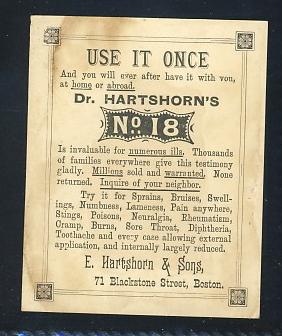 USE IT ONCE
And you will ever after have it with you,
at home or abroad.
Dr. HARTSHORN'S
No. 18
Is invaluable for numerous ills. Thousands
of families everywhere give this testimony
gladly. Millions sold and warranted. None
returned. Inquire of your neighbor.
Try it for Sprains, Bruises, Swell-
ings, Numbness, Lameness, Pain anywhere,
Stings, Poisons, Neuralgia, Rheumatism,
Cramp, Burns, Sore Throat, Diphtheria,
Toothache and every case allowing external
application, and internally largely reduced.
E. Hartshorn & Sons,
71 Blackstone Street, Boston.